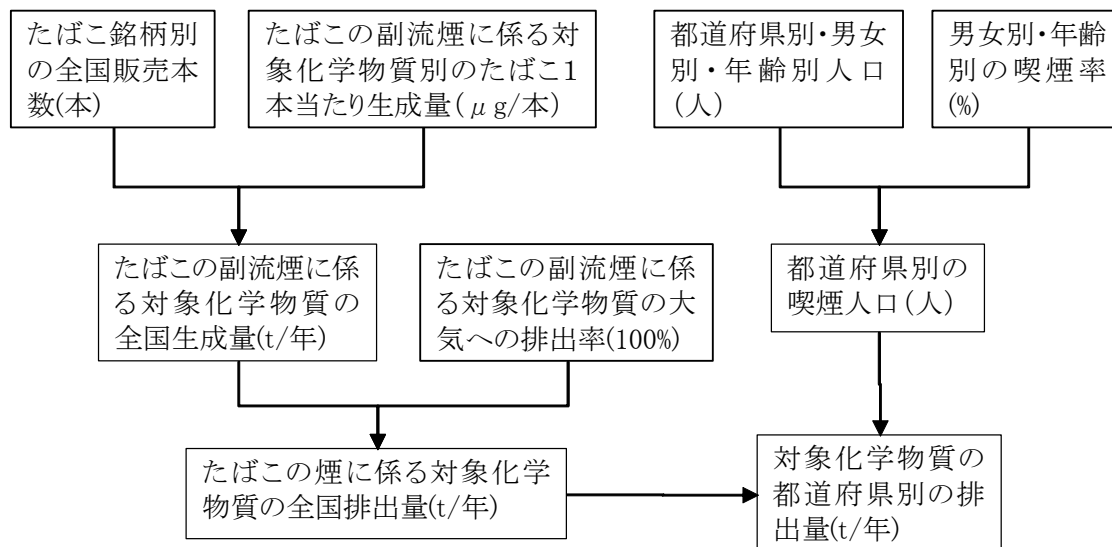 たばこ銘柄別
の全国販売本
数(本)
たばこの副流煙に係る対
象化学物質別のたばこ1
本当たり生成量(μg/本)
都道府県別・男女
別・年齢別人口
(人)
男女別・年齢
別の喫煙率
(%)
たばこの副流煙に係
る対象化学物質の
全国生成量(t/年)
たばこの副流煙に係
る対象化学物質の大
気への排出率(100%)
都道府県別の
喫煙人口(人)
たばこの煙に係る対象化学
物質の全国排出量(t/年)
対象化学物質の
都道府県別の排
出量(t/年)